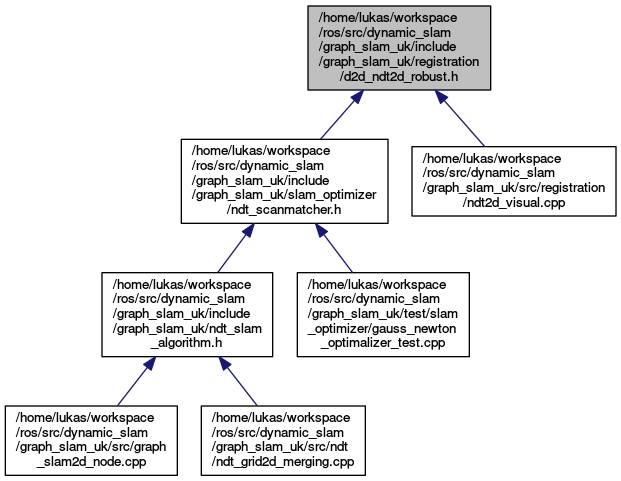 /home/lukas/workspace
/ros/src/dynamic_slam
/graph_slam_uk/include
/graph_slam_uk/registration
/d2d_ndt2d_robust.h
/home/lukas/workspace
/ros/src/dynamic_slam
/graph_slam_uk/include
/graph_slam_uk/slam_optimizer
/ndt_scanmatcher.h
/home/lukas/workspace
/ros/src/dynamic_slam
/graph_slam_uk/src/registration
/ndt2d_visual.cpp
/home/lukas/workspace
/ros/src/dynamic_slam
/graph_slam_uk/include
/graph_slam_uk/ndt_slam
_algorithm.h
/home/lukas/workspace
/ros/src/dynamic_slam
/graph_slam_uk/test/slam
_optimizer/gauss_newton
_optimalizer_test.cpp
/home/lukas/workspace
/ros/src/dynamic_slam
/graph_slam_uk/src/graph
_slam2d_node.cpp
/home/lukas/workspace
/ros/src/dynamic_slam
/graph_slam_uk/src/ndt
/ndt_grid2d_merging.cpp